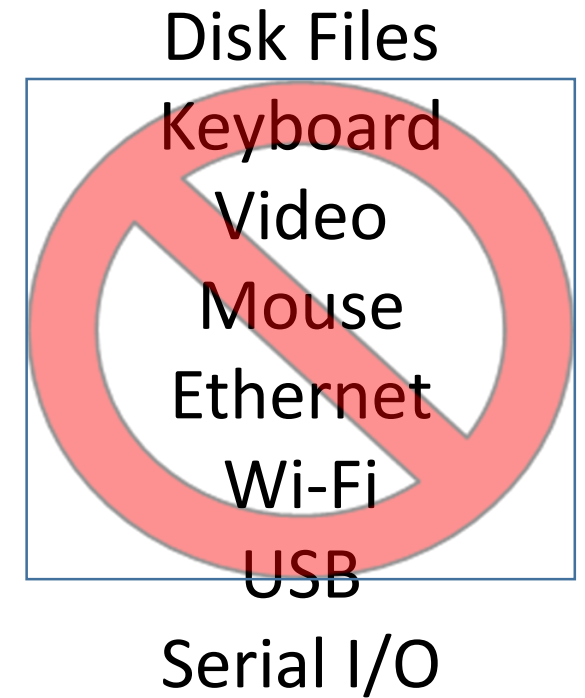 Disk Files
Keyboard
Video
Mouse
Ethernet
Wi-Fi
USB
Serial I/O